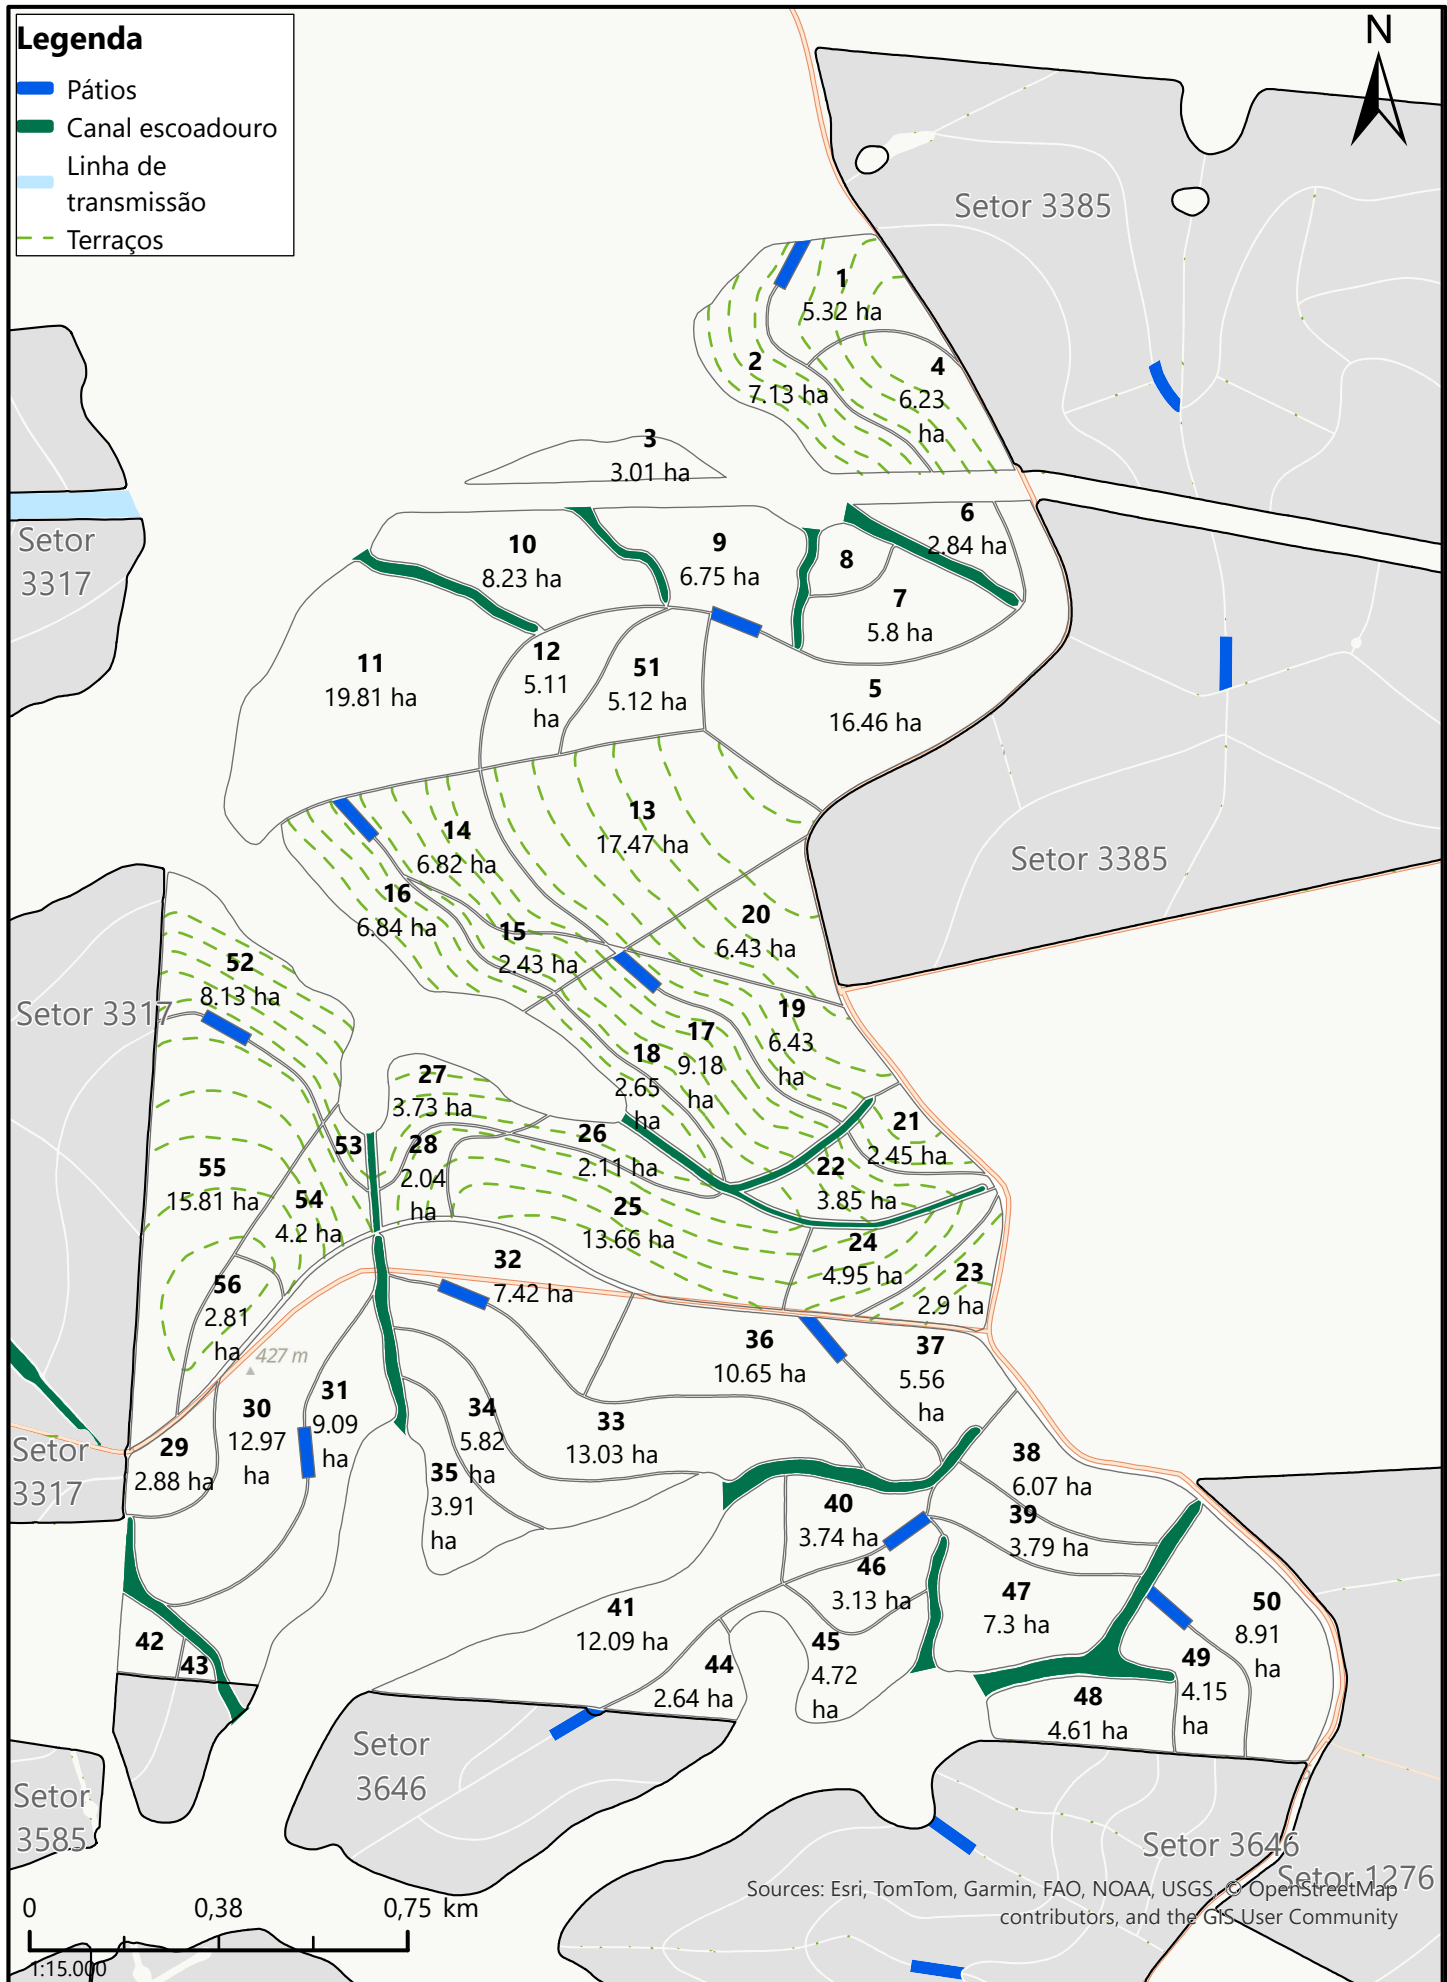 Legenda
Pátios
Canal escoadouro
Linha de
transmissão
Terraços
N
Setor 3385
1
5.32 ha
2
7.13 ha
4
6.23
ha
3
3.01 ha
Setor
3317
6
2.84 ha
10
8.23 ha
9
6.75 ha
8
7
5.8 ha
11
19.81 ha
12
5.11
ha
51
5.12 ha
5
16.46 ha
13
17.47 ha
14
6.82 ha
Setor 3385
16
6.84 ha
15
2.43 ha
20
6.43 ha
52
8.13 ha
Setor 3317
19
6.43
ha
17
9.18
ha
18
2.65
ha
27
3.73 ha
21
2.45 ha
26
2.11 ha
53
28
2.04
ha
22
3.85 ha
55
15.81 ha
54
4.2 ha
25
13.66 ha
24
4.95 ha
23
2.9 ha
32
7.42 ha
56
2.81
ha
427 m
36
10.65 ha
37
5.56
ha
31
9.09
ha
30
12.97
ha
34
5.82
ha
33
13.03 ha
29
2.88 ha
Setor
3317
35
3.91
ha
38
6.07 ha
40
3.74 ha
39
3.79 ha
46
3.13 ha
47
7.3 ha
50
8.91
ha
41
12.09 ha
42
43
45
4.72
ha
44
2.64 ha
49
4.15
ha
48
4.61 ha
Setor
3646
Setor
3585
Setor 3646
Setor 1276
Sources: Esri, TomTom, Garmin, FAO, NOAA, USGS, © OpenStreetMap
contributors, and the GIS User Community
0 0,38 0,75 km
1:15.000